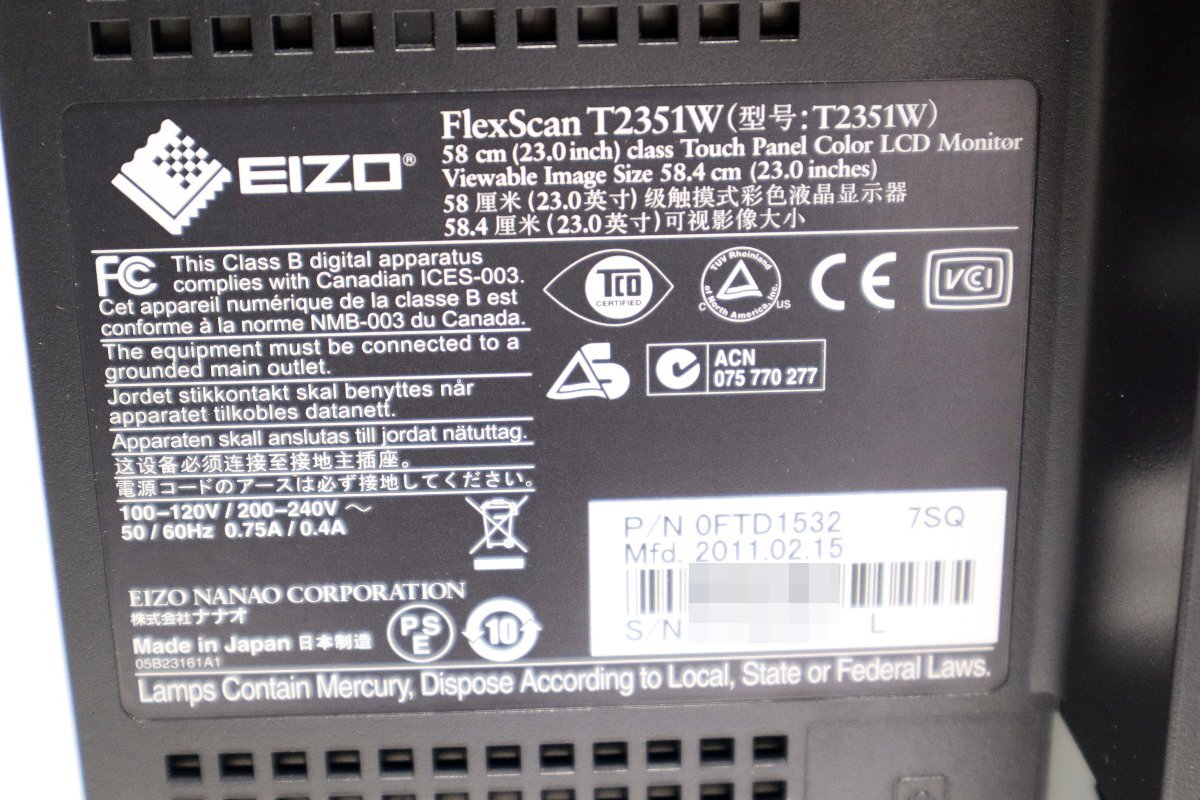 EIZO®
FlexScan T2351W(型号:T2351W)
58 cm (23.0 inch) class Touch Panel Color LCD Monitor
Viewable Image Size 58.4 cm (23.0 inches)
58 厘米 (23.0英寸) 级触摸式彩色液晶显示器
58.4 厘米 (23.0英寸)可视影像大小
FC
This Class B digital apparatus
complies with Canadian ICES-003.
Cet appareil numérique de la classe B est
conforme à la norme NMB-003 du Canada.
The equipment must be connected to a
grounded main outlet.
Jordet stikkontakt skal benyttes når
apparatet tilkobles datanett.
Apparaten skall anslutas till jordat nätuttag.
这设备必须连接至接地主插座。
電源コードのアースは必ず接地してください。
100-120V / 200-240V ～
50 / 60Hz 0.75A / 0.4A
TCO
CERTIFIED
TÜV Rheinland
of North America, Inc.
C US
CE
VCI
S
ACN
075 770 277
EIZO NANAO CORPORATION
株式会社ナナオ
Made in Japan 日本制造
05B23161A1
PSE
10
P/N 0FTD1532 7SQ
Mfd. 2011.02.15
S/N L
Lamps Contain Mercury, Dispose According to Local, State or Federal Laws.